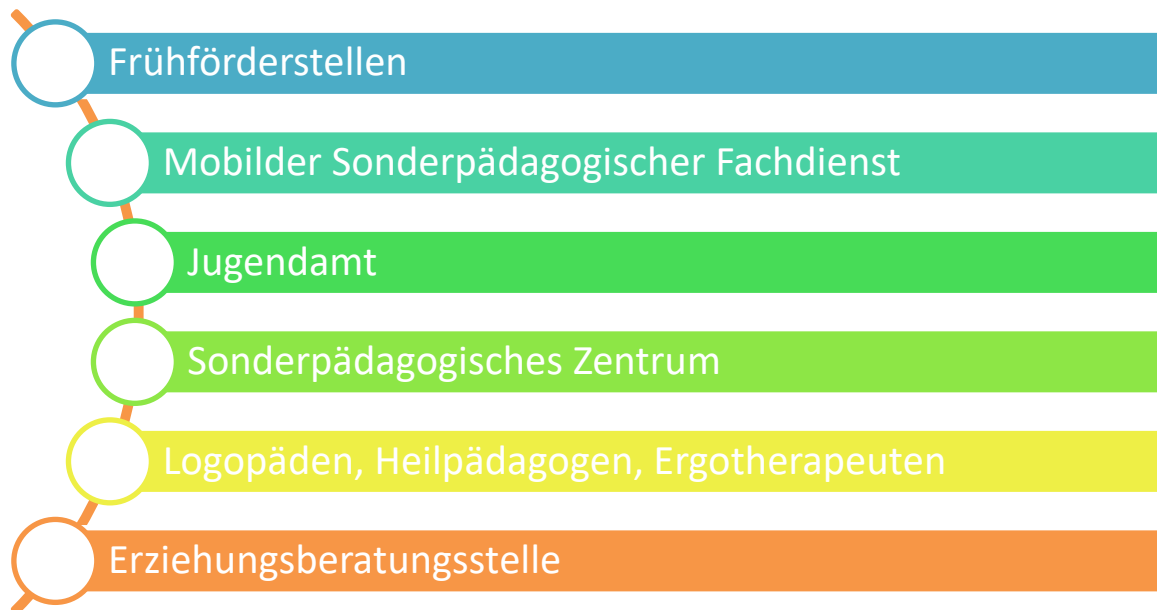 Frühförderstellen
Mobilder Sonderpädagogischer Fachdienst
Jugendamt
Sonderpädagogisches Zentrum
Logopäden, Heilpädagogen, Ergotherapeuten
Erziehungsberatungsstelle